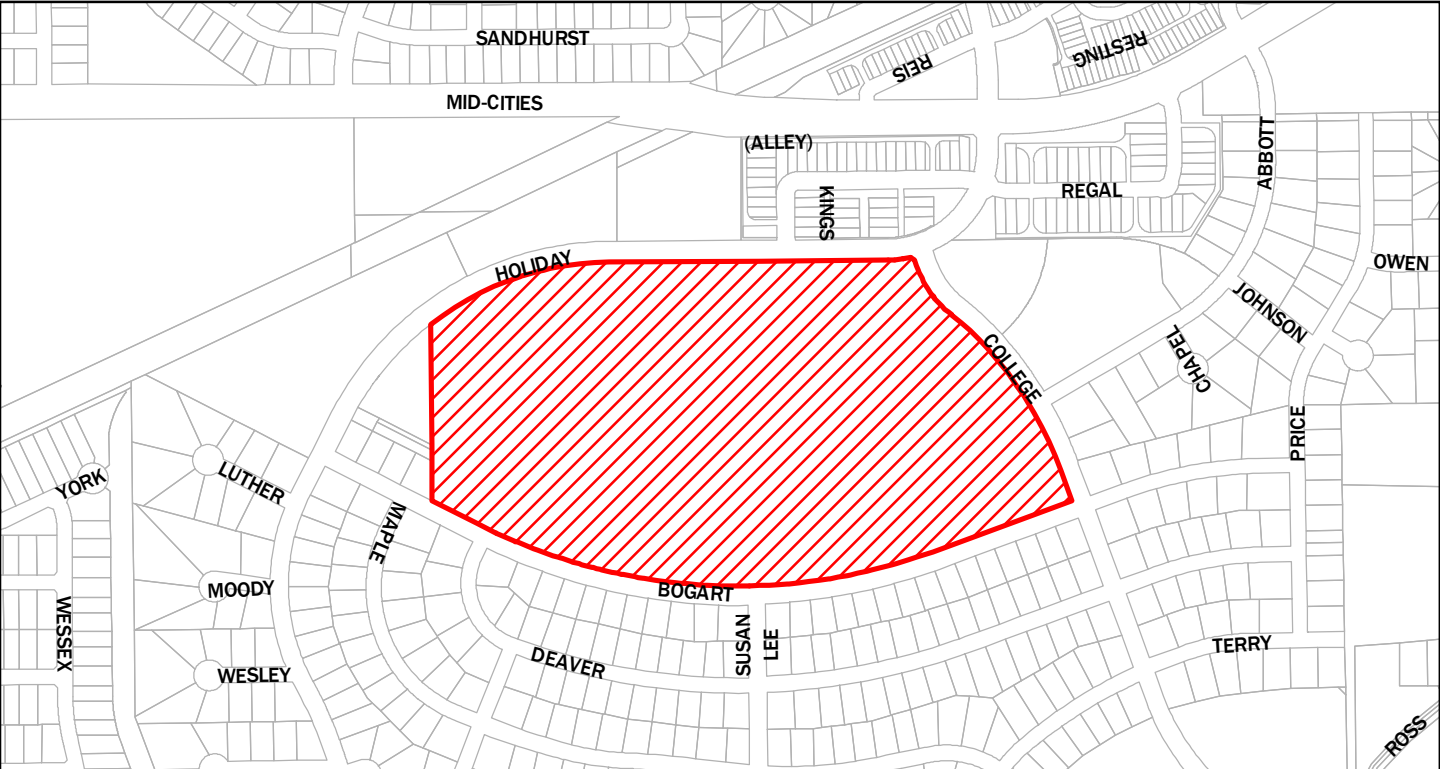 SANDHURST
RESTING
REIS
MID-CITIES
(ALLEY)
ABBOTT
REGAL
KINGS
HOLIDAY
OWEN
JOHNSON
COLLEGE
CHAPEL
PRICE
YORK
LUTHER
MAPLE
MOODY
BOGART
WESSEX
SUSAN
LEE
TERRY
DEAVER
WESLEY
ROSS